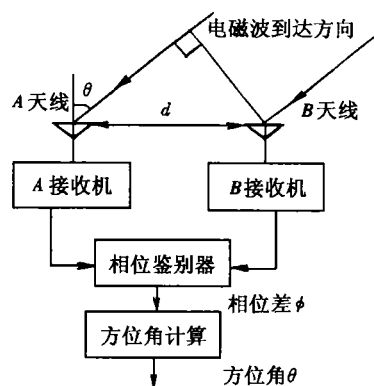 电磁波到达方向
θ
A天线
d
B天线
A接收机
B接收机
相位鉴别器
相位差ϕ
方位角计算
方位角θ